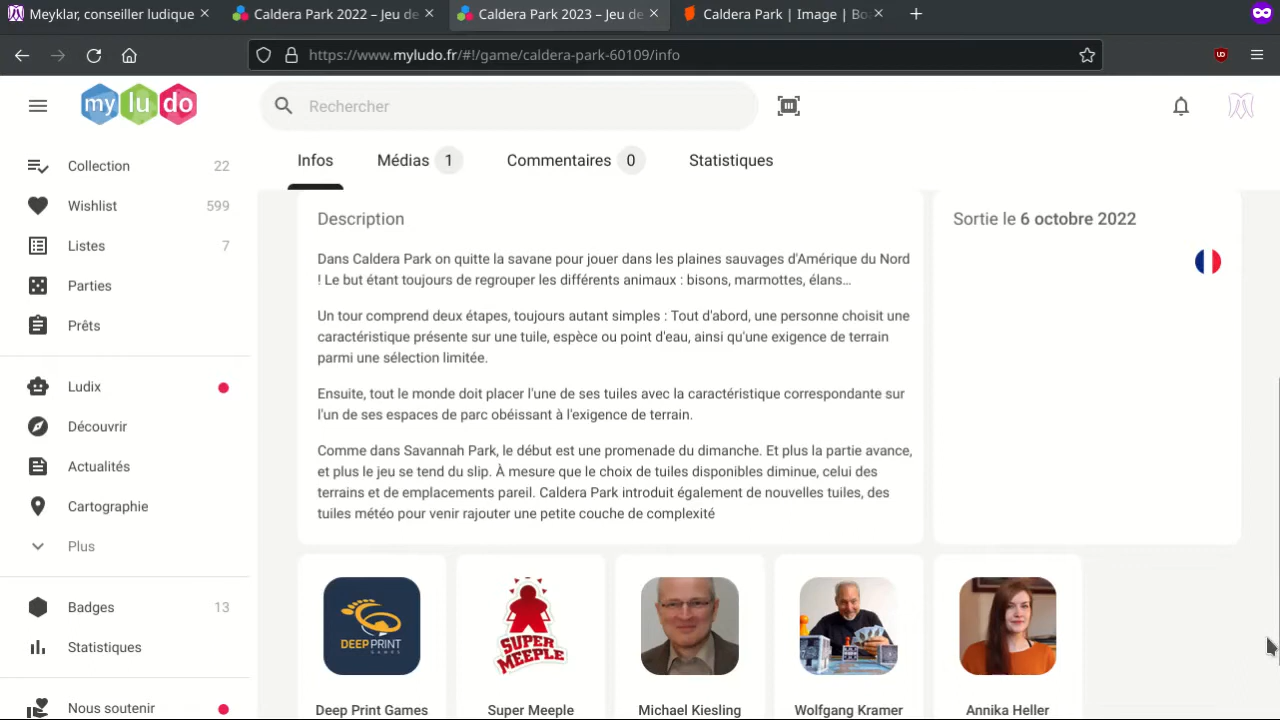 Meyklar, conseiller ludique
Caldera Park 2022 – Jeu de
Caldera Park 2023 – Jeu de
Caldera Park | Image | Bo
https://www.myludo.fr/#!/game/caldera-park-60109/info
my lu do
Rechercher
Collection 22
Wishlist 599
Listes 7
Parties
Prêts
Ludix
Découvrir
Actualités
Cartographie
Plus
Badges 13
Statistiques
Nous soutenir
Infos
Médias 1
Commentaires 0
Statistiques
Description
Dans Caldera Park on quitte la savane pour jouer dans les plaines sauvages d'Amérique du Nord
! Le but étant toujours de regrouper les différents animaux : bisons, marmottes, élans…
Un tour comprend deux étapes, toujours autant simples : Tout d'abord, une personne choisit une
caractéristique présente sur une tuile, espèce ou point d'eau, ainsi qu'une exigence de terrain
parmi une sélection limitée.
Ensuite, tout le monde doit placer l'une de ses tuiles avec la caractéristique correspondante sur
l'un de ses espaces de parc obéissant à l'exigence de terrain.
Comme dans Savannah Park, le début est une promenade du dimanche. Et plus la partie avance,
et plus le jeu se tend du slip. À mesure que le choix de tuiles disponibles diminue, celui des
terrains et de emplacements pareil. Caldera Park introduit également de nouvelles tuiles, des
tuiles météo pour venir rajouter une petite couche de complexité
Sortie le 6 octobre 2022
DEEP PRINT
GAMES
SUPER
MEEPLE
Deep Print Games
Super Meeple
Michael Kiesling
Wolfgang Kramer
Annika Heller